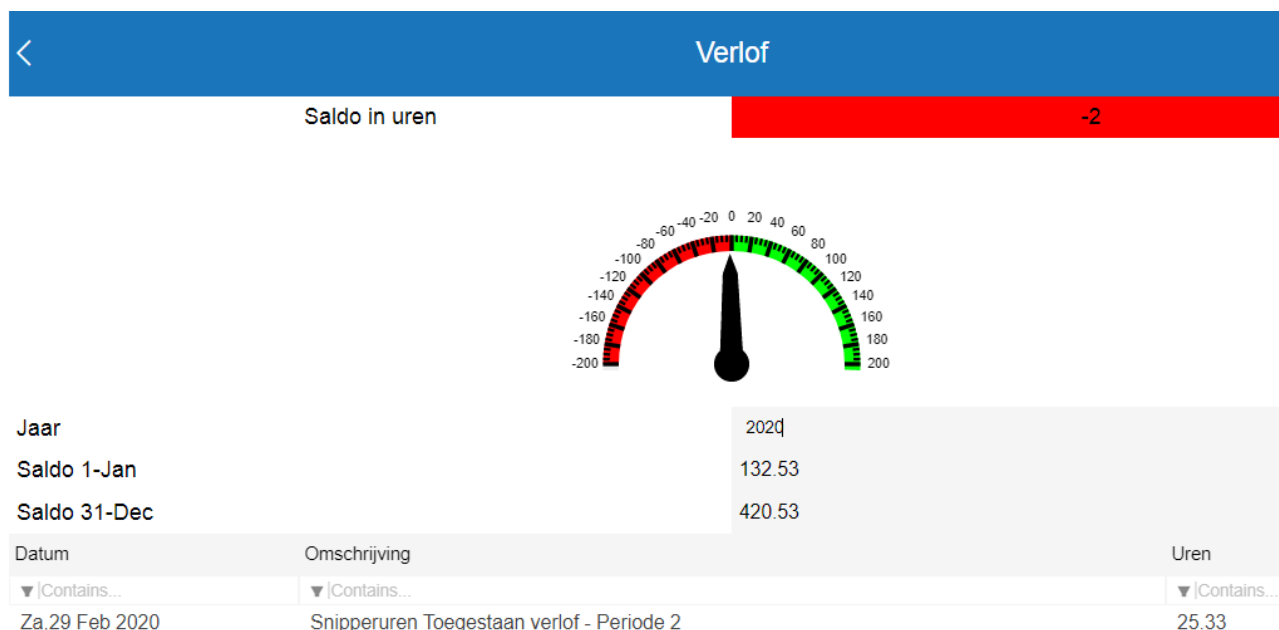 Verlof
Saldo in uren -2
-200 -180 -160 -140 -120 -100 -80 -60 -40 -20 0 20 40 60 80 100 120 140 160 180 200
Jaar 2020
Saldo 1-Jan 132.53
Saldo 31-Dec 420.53
Datum Omschrijving Uren
Contains... Contains... Contains...
Za.29 Feb 2020 Snipperuren Toegestaan verlof - Periode 2 25.33